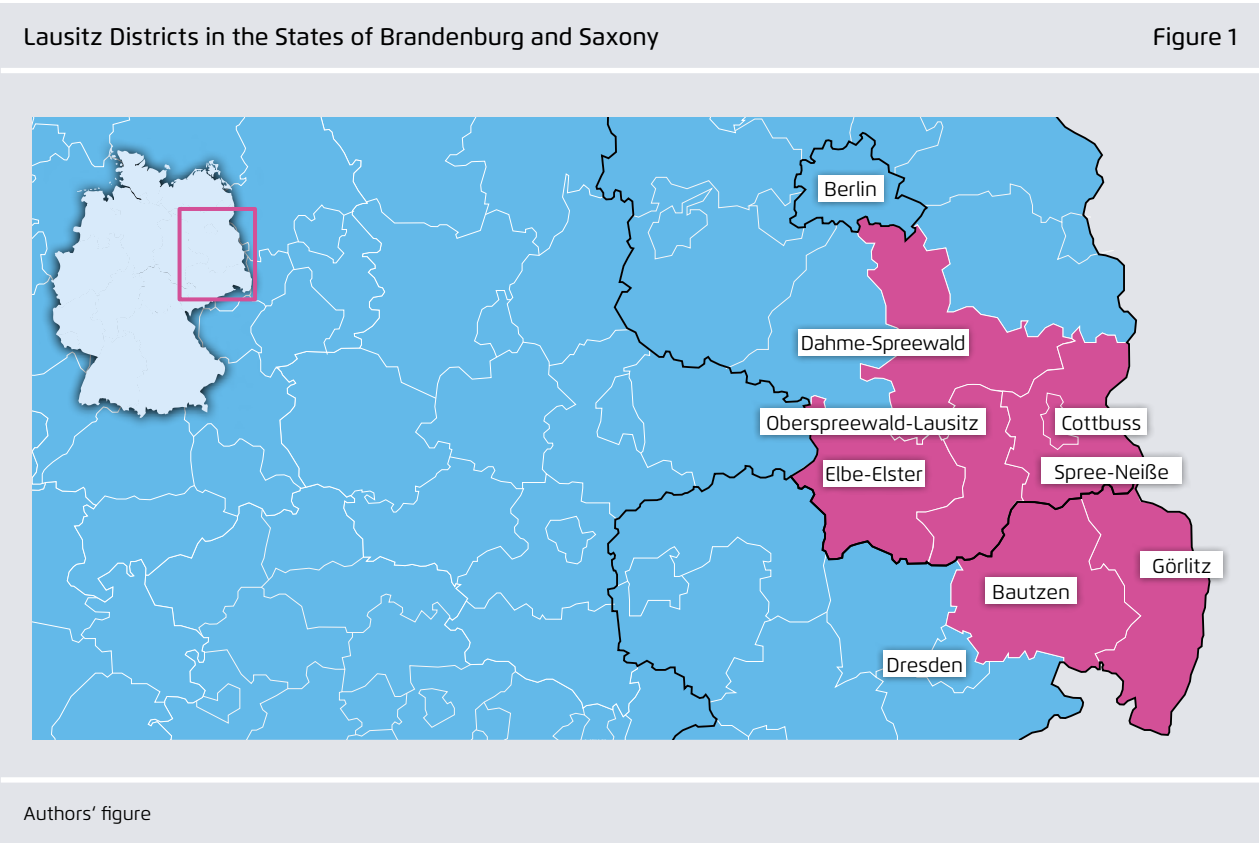 Lausitz Districts in the States of Brandenburg and Saxony
Figure 1
Berlin
Dahme-Spreewald
Oberspreewald-Lausitz
Cottbuss
Elbe-Elster
Spree-Neiße
Görlitz
Bautzen
Dresden
Authors' figure